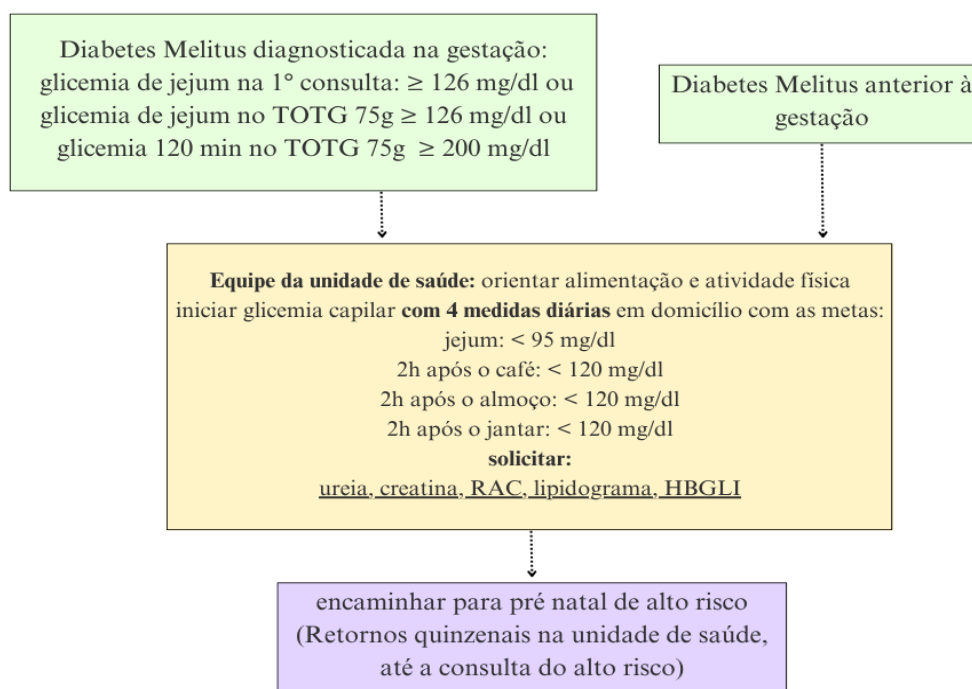 Diabetes Melitus diagnosticada na gestação:
glicemia de jejum na 1° consulta: ≥ 126 mg/dl ou
glicemia de jejum no TOTG 75g ≥ 126 mg/dl ou
glicemia 120 min no TOTG 75g ≥ 200 mg/dl
Diabetes Melitus anterior à
gestação
Equipe da unidade de saúde: orientar alimentação e atividade física
iniciar glicemia capilar com 4 medidas diárias em domicílio com as metas:
jejum: < 95 mg/dl
2h após o café: < 120 mg/dl
2h após o almoço: < 120 mg/dl
2h após o jantar: < 120 mg/dl
solicitar:
ureia, creatina, RAC, lipidograma, HBGLI
encaminhar para pré natal de alto risco
(Retornos quinzenais na unidade de saúde,
até a consulta do alto risco)